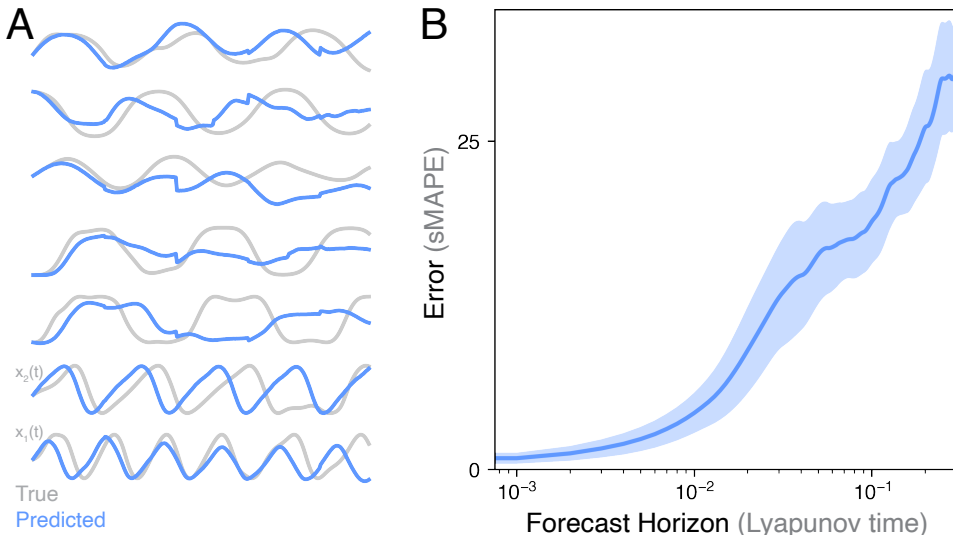 A
x₂(t)
x₁(t)
True
Predicted
B
Error (sMAPE)
25
0
10⁻³
10⁻²
10⁻¹
Forecast Horizon (Lyapunov time)